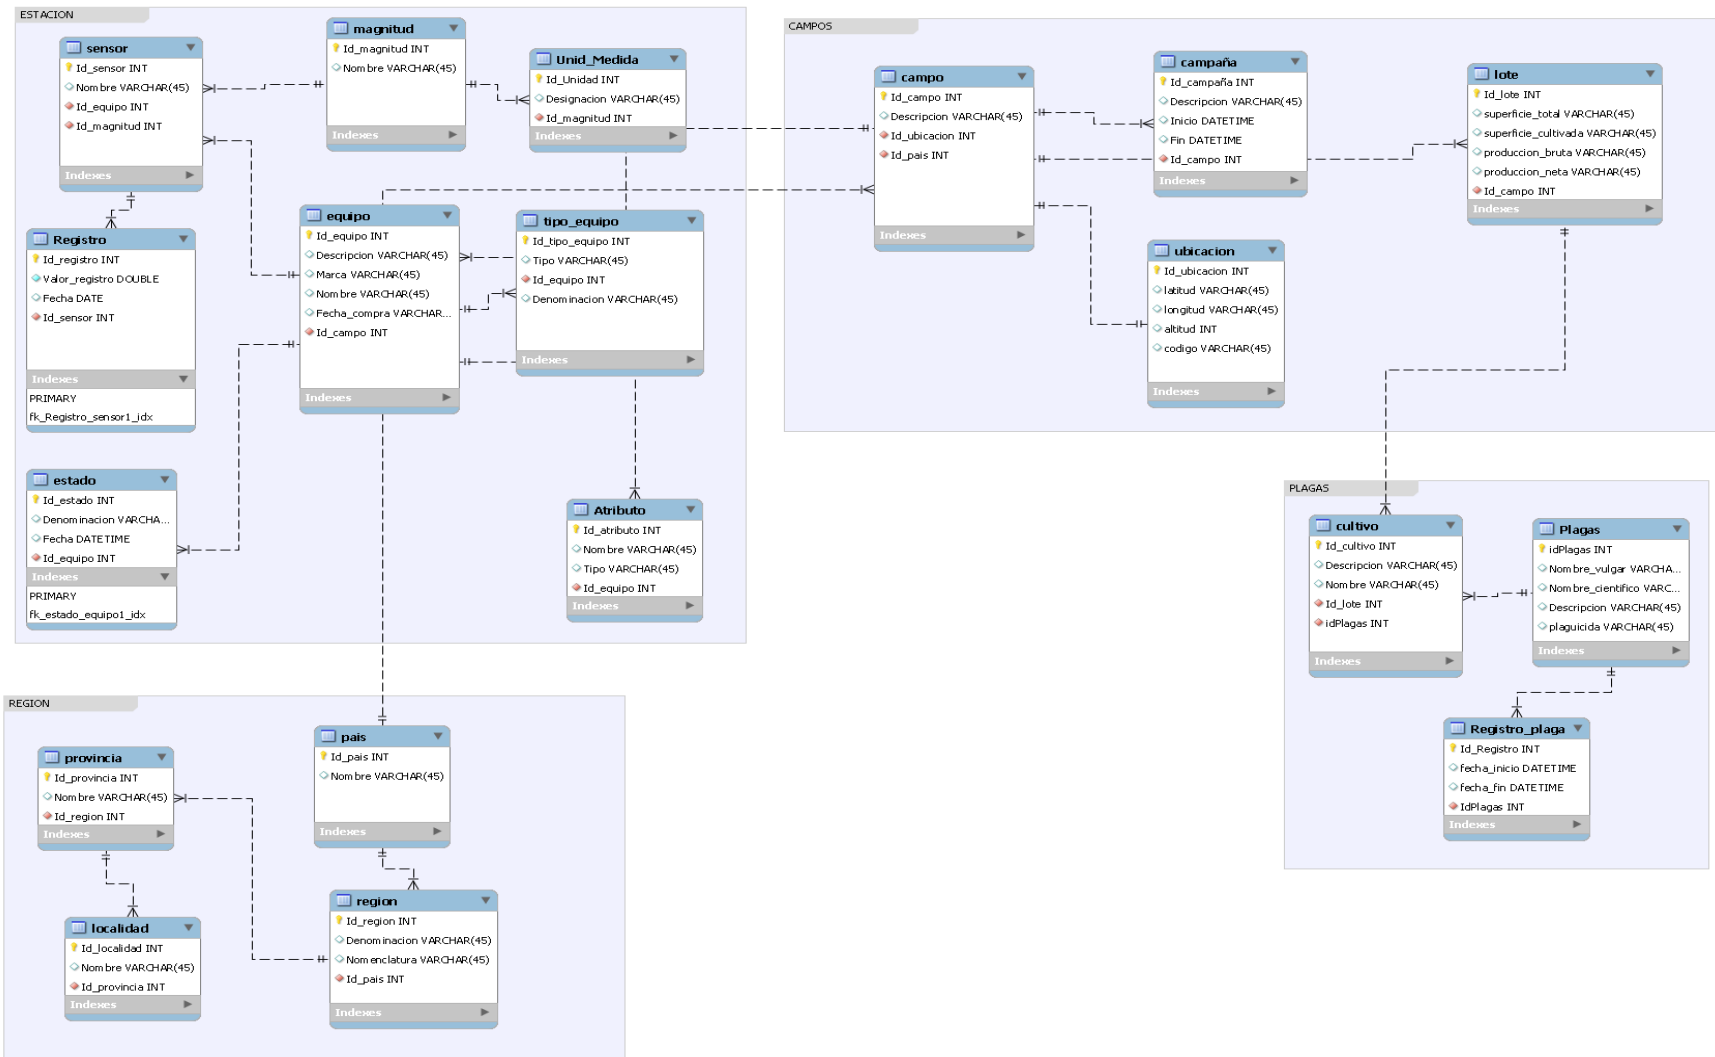 ESTACION
sensor
Id_sensor INT
Nombre VARCHAR(45)
Id_equipo INT
Id_magnitud INT
Indexes
magnitud
Id_magnitud INT
Nombre VARCHAR(45)
Indexes
Unid_Medida
Id_Unidad INT
Designacion VARCHAR(45)
Id_magnitud INT
Indexes
Registro
Id_registro INT
Valor_registro DOUBLE
Fecha DATE
Id_sensor INT
Indexes
PRIMARY
fk_Registro_sensor1_idx
equipo
Id_equipo INT
Descripcion VARCHAR(45)
Marca VARCHAR(45)
Nombre VARCHAR(45)
Fecha_compra VARCHAR...
Id_campo INT
Indexes
tipo_equipo
Id_tipo_equipo INT
Tipo VARCHAR(45)
Id_equipo INT
Denominacion VARCHAR(45)
Indexes
estado
Id_estado INT
Denominacion VARCHA...
Fecha DATETIME
Id_equipo INT
Indexes
PRIMARY
fk_estado_equipo1_idx
Atributo
Id_atributo INT
Nombre VARCHAR(45)
Tipo VARCHAR(45)
Id_equipo INT
Indexes
CAMPOS
campo
Id_campo INT
Descripcion VARCHAR(45)
Id_ubicacion INT
Id_pais INT
Indexes
campaña
Id_campaña INT
Descripcion VARCHAR(45)
Inicio DATETIME
Fin DATETIME
Id_campo INT
Indexes
lote
Id_lote INT
superficie_total VARCHAR(45)
superficie_cultivada VARCHAR(45)
produccion_bruta VARCHAR(45)
produccion_neta VARCHAR(45)
Id_campo INT
Indexes
ubicacion
Id_ubicacion INT
latitud VARCHAR(45)
longitud VARCHAR(45)
altitud INT
codigo VARCHAR(45)
Indexes
PLAGAS
cultivo
Id_cultivo INT
Descripcion VARCHAR(45)
Nombre VARCHAR(45)
Id_lote INT
idPlagas INT
Indexes
Plagas
idPlagas INT
Nombre_vulgar VARCHA...
Nombre_cientifico VARC...
Descripcion VARCHAR(45)
plaguicida VARCHAR(45)
Indexes
Registro_plaga
Id_Registro INT
fecha_inicio DATETIME
fecha_fin DATETIME
IdPlagas INT
Indexes
REGION
provincia
Id_provincia INT
Nombre VARCHAR(45)
Id_region INT
Indexes
pais
Id_pais INT
Nombre VARCHAR(45)
Indexes
localidad
Id_localidad INT
Nombre VARCHAR(45)
Id_provincia INT
Indexes
region
Id_region INT
Denominacion VARCHAR(45)
Nomenclatura VARCHAR(45)
Id_pais INT
Indexes